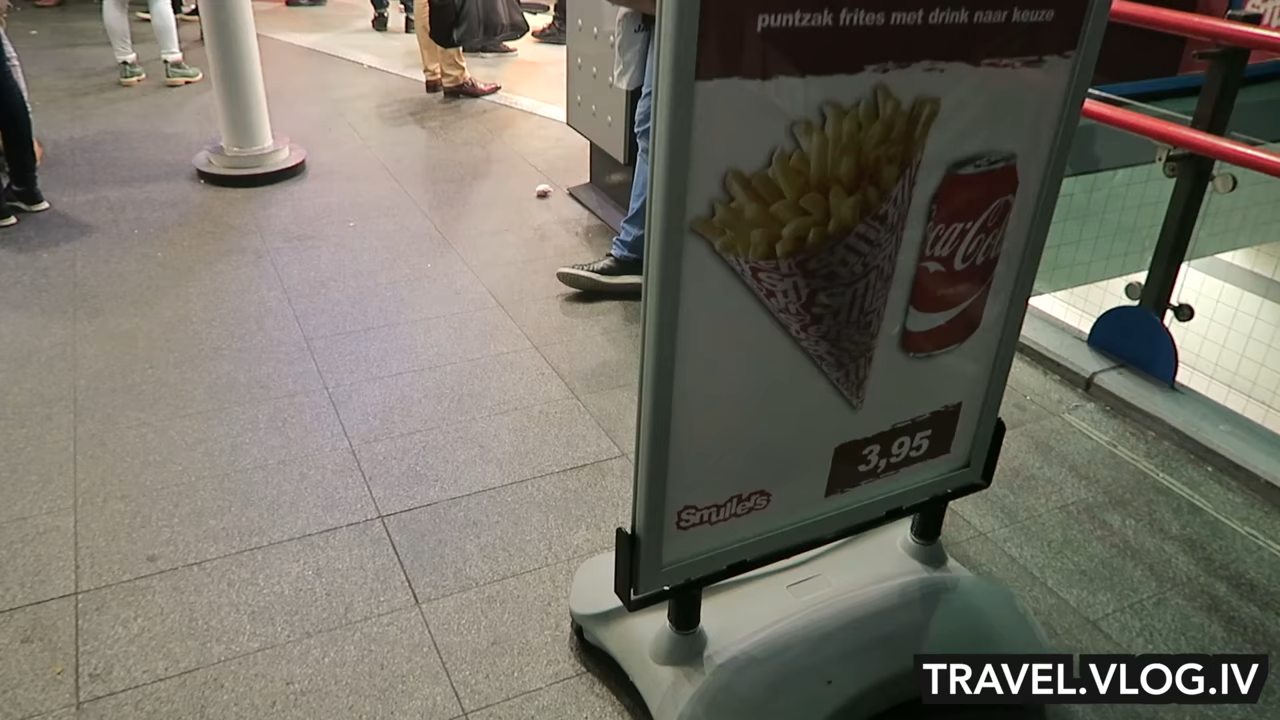 puntzak frites met drink naar keuze
Coca-Cola
3,95
Smullers
TRAVEL.VLOG.IV